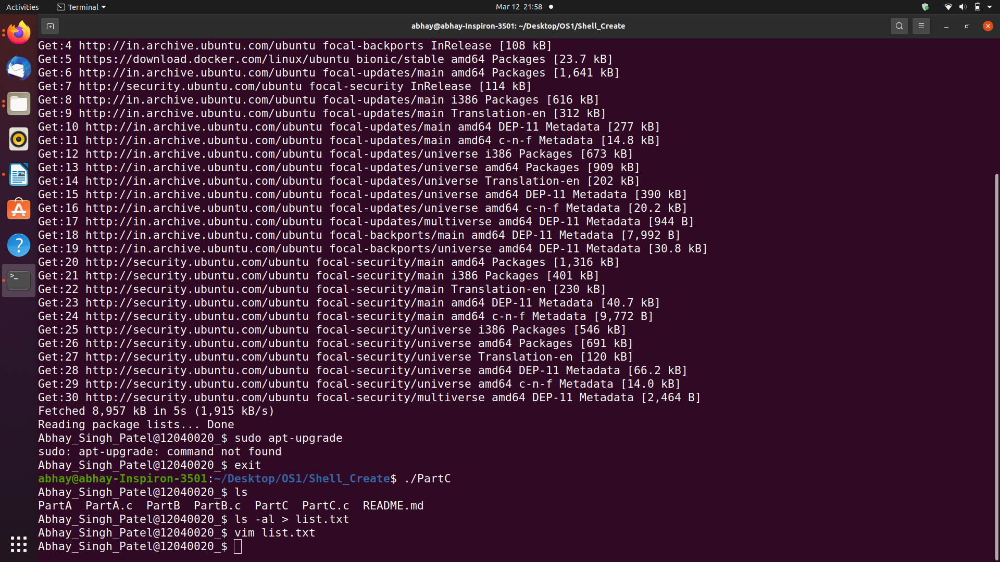 Activities
Terminal
Mar 12 21:58
abhay@abhay-Inspiron-3501: ~/Desktop/OS1/Shell_Create
Get:4 http://in.archive.ubuntu.com/ubuntu focal-backports InRelease [108 kB]
Get:5 https://download.docker.com/linux/ubuntu bionic/stable amd64 Packages [23.7 kB]
Get:6 http://in.archive.ubuntu.com/ubuntu focal-updates/main amd64 Packages [1,641 kB]
Get:7 http://security.ubuntu.com/ubuntu focal-security InRelease [114 kB]
Get:8 http://in.archive.ubuntu.com/ubuntu focal-updates/main i386 Packages [616 kB]
Get:9 http://in.archive.ubuntu.com/ubuntu focal-updates/main Translation-en [312 kB]
Get:10 http://in.archive.ubuntu.com/ubuntu focal-updates/main amd64 DEP-11 Metadata [277 kB]
Get:11 http://in.archive.ubuntu.com/ubuntu focal-updates/main amd64 c-n-f Metadata [14.8 kB]
Get:12 http://in.archive.ubuntu.com/ubuntu focal-updates/universe i386 Packages [673 kB]
Get:13 http://in.archive.ubuntu.com/ubuntu focal-updates/universe amd64 Packages [909 kB]
Get:14 http://in.archive.ubuntu.com/ubuntu focal-updates/universe Translation-en [202 kB]
Get:15 http://in.archive.ubuntu.com/ubuntu focal-updates/universe amd64 DEP-11 Metadata [390 kB]
Get:16 http://in.archive.ubuntu.com/ubuntu focal-updates/universe amd64 c-n-f Metadata [20.2 kB]
Get:17 http://in.archive.ubuntu.com/ubuntu focal-updates/multiverse amd64 DEP-11 Metadata [944 B]
Get:18 http://in.archive.ubuntu.com/ubuntu focal-backports/main amd64 DEP-11 Metadata [7,992 B]
Get:19 http://in.archive.ubuntu.com/ubuntu focal-backports/universe amd64 DEP-11 Metadata [30.8 kB]
Get:20 http://security.ubuntu.com/ubuntu focal-security/main amd64 Packages [1,316 kB]
Get:21 http://security.ubuntu.com/ubuntu focal-security/main i386 Packages [401 kB]
Get:22 http://security.ubuntu.com/ubuntu focal-security/main Translation-en [230 kB]
Get:23 http://security.ubuntu.com/ubuntu focal-security/main amd64 DEP-11 Metadata [40.7 kB]
Get:24 http://security.ubuntu.com/ubuntu focal-security/main amd64 c-n-f Metadata [9,772 B]
Get:25 http://security.ubuntu.com/ubuntu focal-security/universe i386 Packages [546 kB]
Get:26 http://security.ubuntu.com/ubuntu focal-security/universe amd64 Packages [691 kB]
Get:27 http://security.ubuntu.com/ubuntu focal-security/universe Translation-en [120 kB]
Get:28 http://security.ubuntu.com/ubuntu focal-security/universe amd64 DEP-11 Metadata [66.2 kB]
Get:29 http://security.ubuntu.com/ubuntu focal-security/universe amd64 c-n-f Metadata [14.0 kB]
Get:30 http://security.ubuntu.com/ubuntu focal-security/multiverse amd64 DEP-11 Metadata [2,464 B]
Fetched 8,957 kB in 5s (1,915 kB/s)
Reading package lists... Done
Abhay_Singh_Patel@12040020_$ sudo apt-upgrade
sudo: apt-upgrade: command not found
Abhay_Singh_Patel@12040020_$ exit
abhay@abhay-Inspiron-3501:~/Desktop/OS1/Shell_Create$ ./PartC
Abhay_Singh_Patel@12040020_$ ls
PartA  PartA.c  PartB  PartB.c  PartC  PartC.c  README.md
Abhay_Singh_Patel@12040020_$ ls -al > list.txt
Abhay_Singh_Patel@12040020_$ vim list.txt
Abhay_Singh_Patel@12040020_$